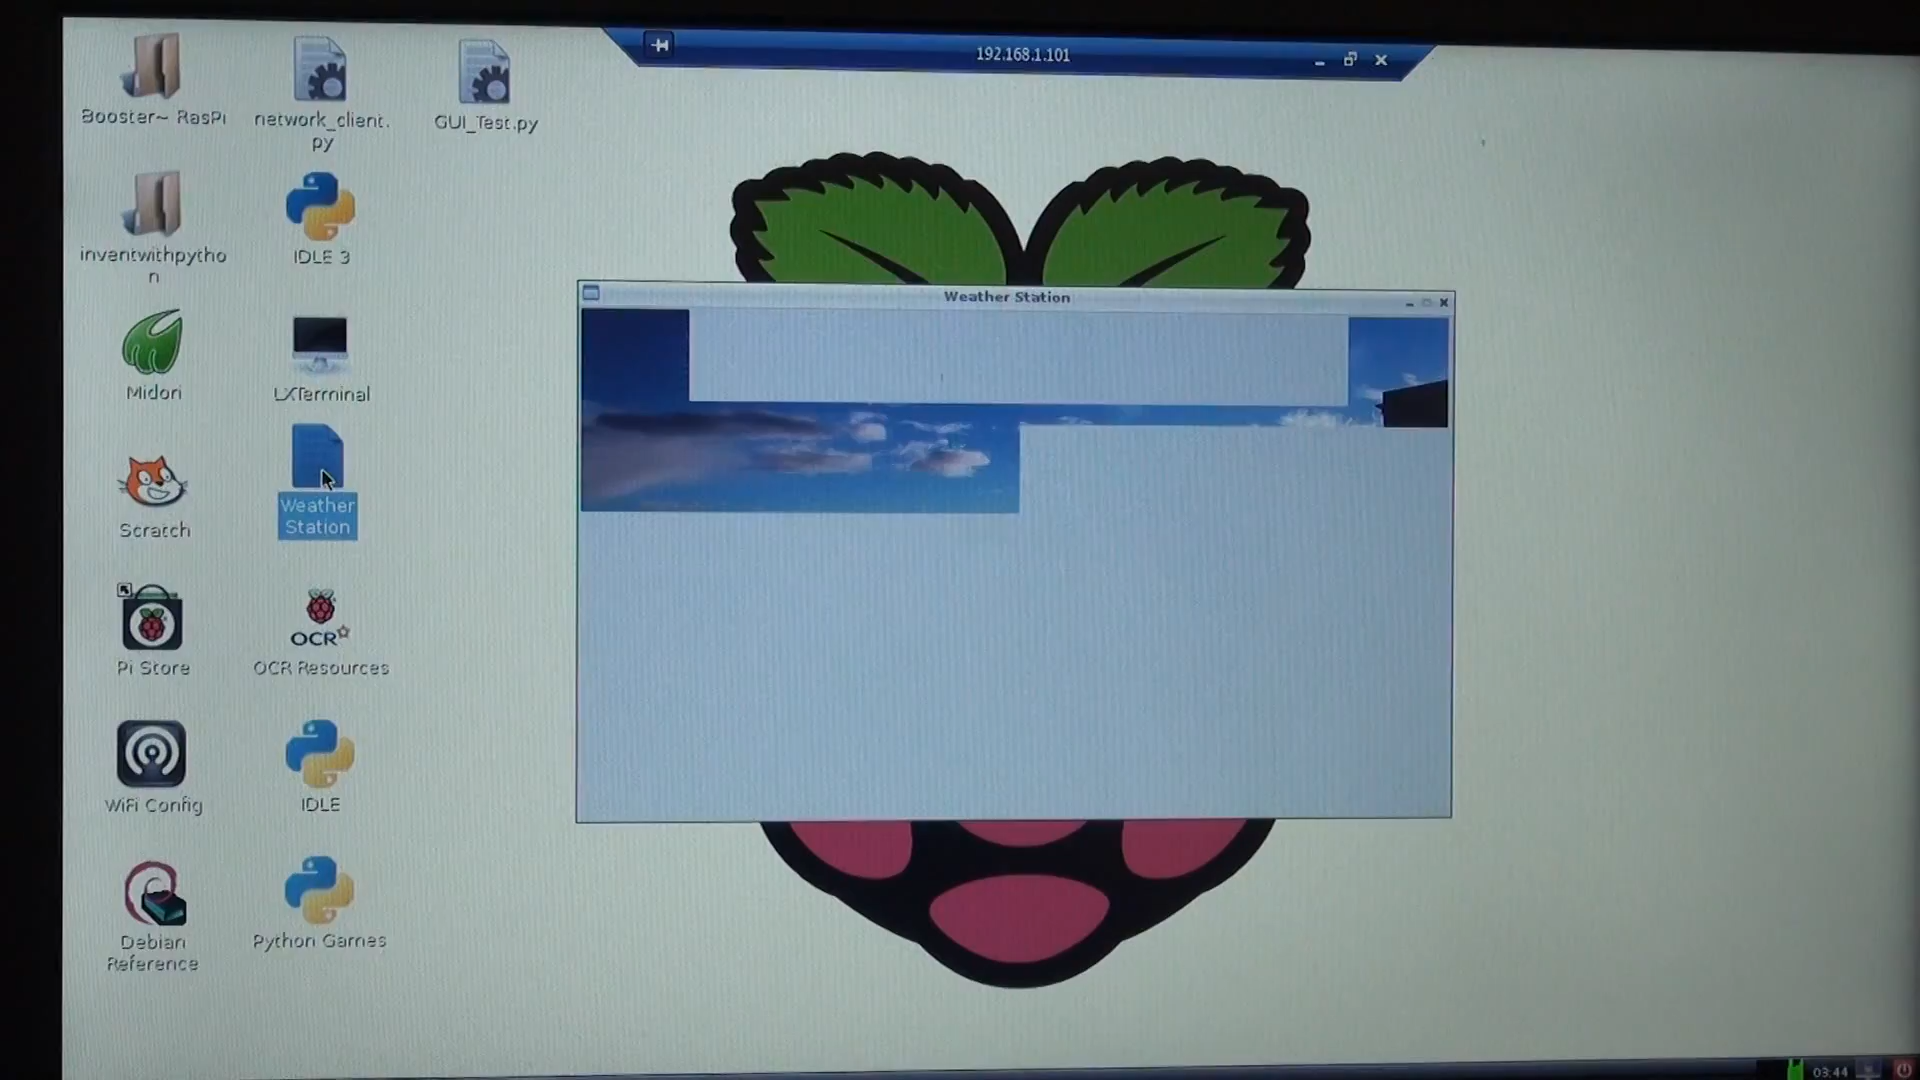 192.168.1.101
Booster~ RasPi
network_client.
py
GUI_Test.py
inventwithpytho
n
IDLE 3
Midori
LXTerminal
Scratch
Weather
Station
Pi Store
OCR
OCR Resources
WiFi Config
IDLE
Debian
Reference
Python Games
Weather Station
03:44